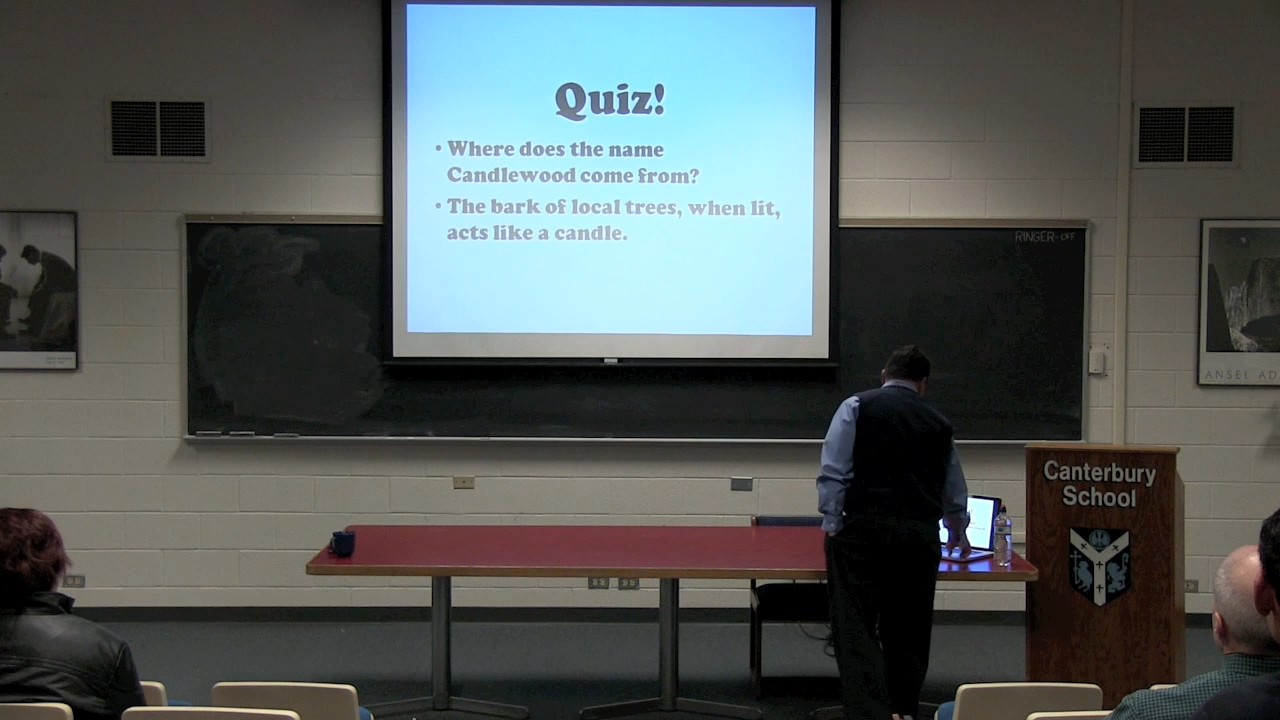 Quiz!
• Where does the name
Candlewood come from?
• The bark of local trees, when lit,
acts like a candle.
RINGER-OFF
ANSEL AD
Canterbury
School